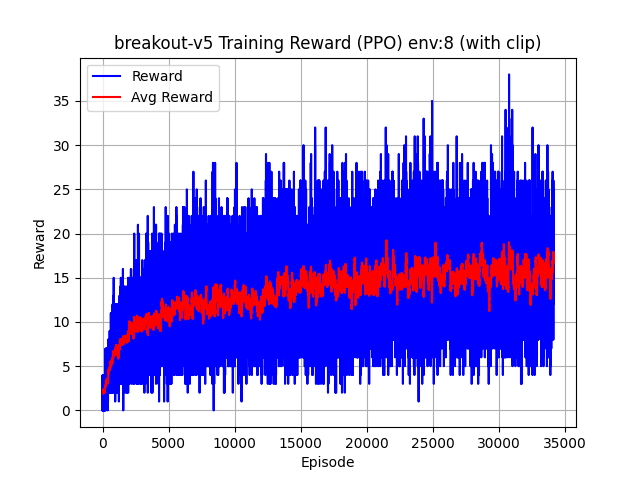 breakout-v5 Training Reward (PPO) env:8 (with clip)
Reward
Avg Reward
35
30
25
20
15
10
5
0
Reward
0 5000 10000 15000 20000 25000 30000 35000
Episode